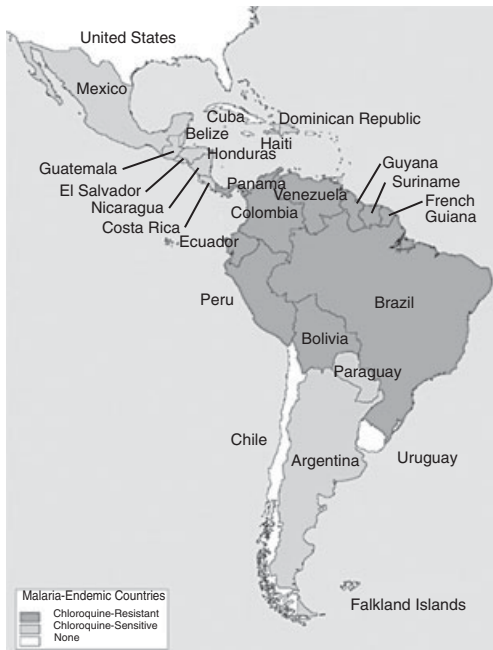 United States
Mexico
Cuba
Dominican Republic
Belize
Haiti
Honduras
Guatemala
El Salvador
Nicaragua
Costa Rica
Panama
Venezuela
Guyana
Suriname
French
Guiana
Colombia
Ecuador
Peru
Brazil
Bolivia
Paraguay
Chile
Argentina
Uruguay
Falkland Islands
Malaria-Endemic Countries
Chloroquine-Resistant
Chloroquine-Sensitive
None